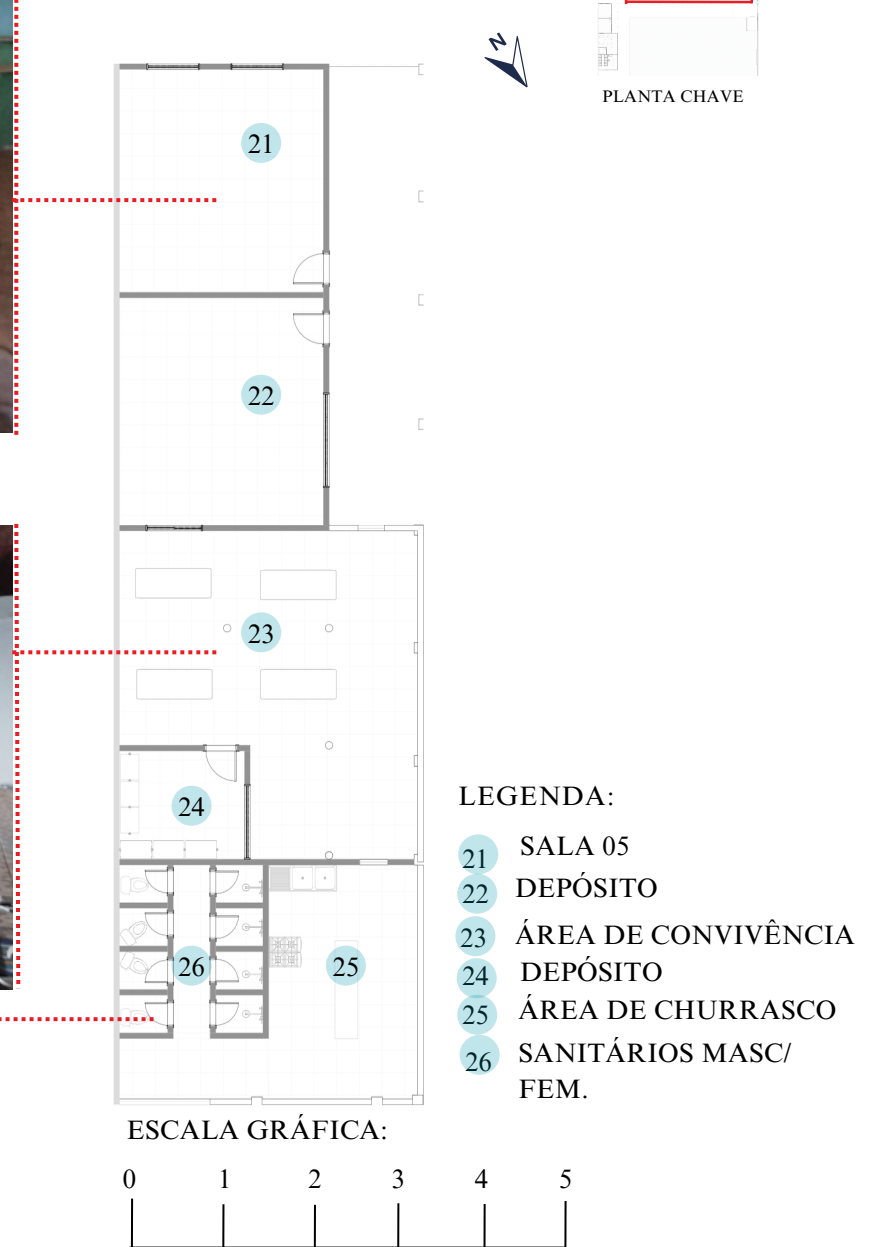 N
PLANTA CHAVE
21
22
23
24
26
25
LEGENDA:
21 SALA 05
22 DEPÓSITO
23 ÁREA DE CONVIVÊNCIA
24 DEPÓSITO
25 ÁREA DE CHURRASCO
26 SANITÁRIOS MASC/
FEM.
ESCALA GRÁFICA:
0 1 2 3 4 5